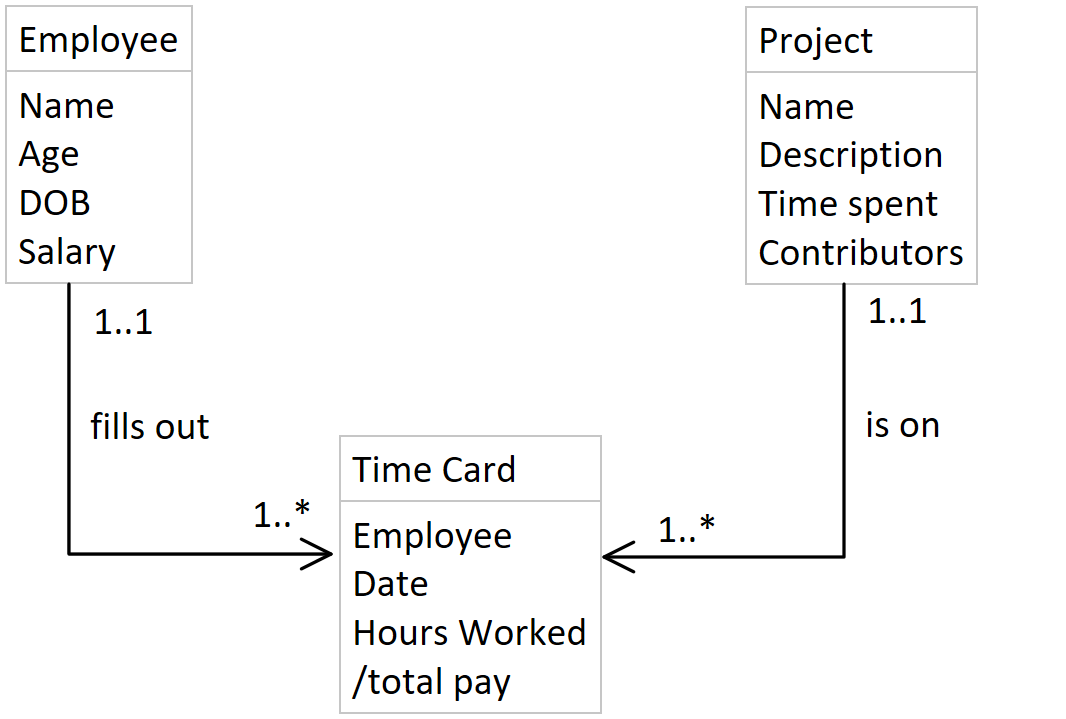 Employee
Name
Age
DOB
Salary
Project
Name
Description
Time spent
Contributors
1..1
fills out
1..*
1..1
is on
1..*
Time Card
Employee
Date
Hours Worked
/total pay